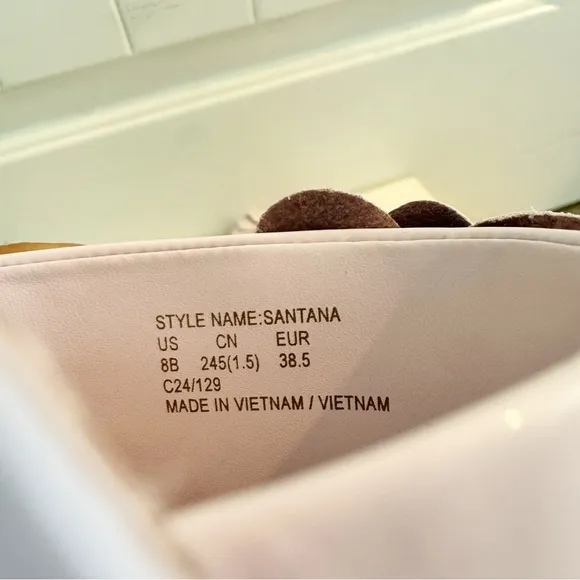 STYLE NAME:SANTANA
US CN EUR
8B 245(1.5) 38.5
C24/129
MADE IN VIETNAM / VIETNAM